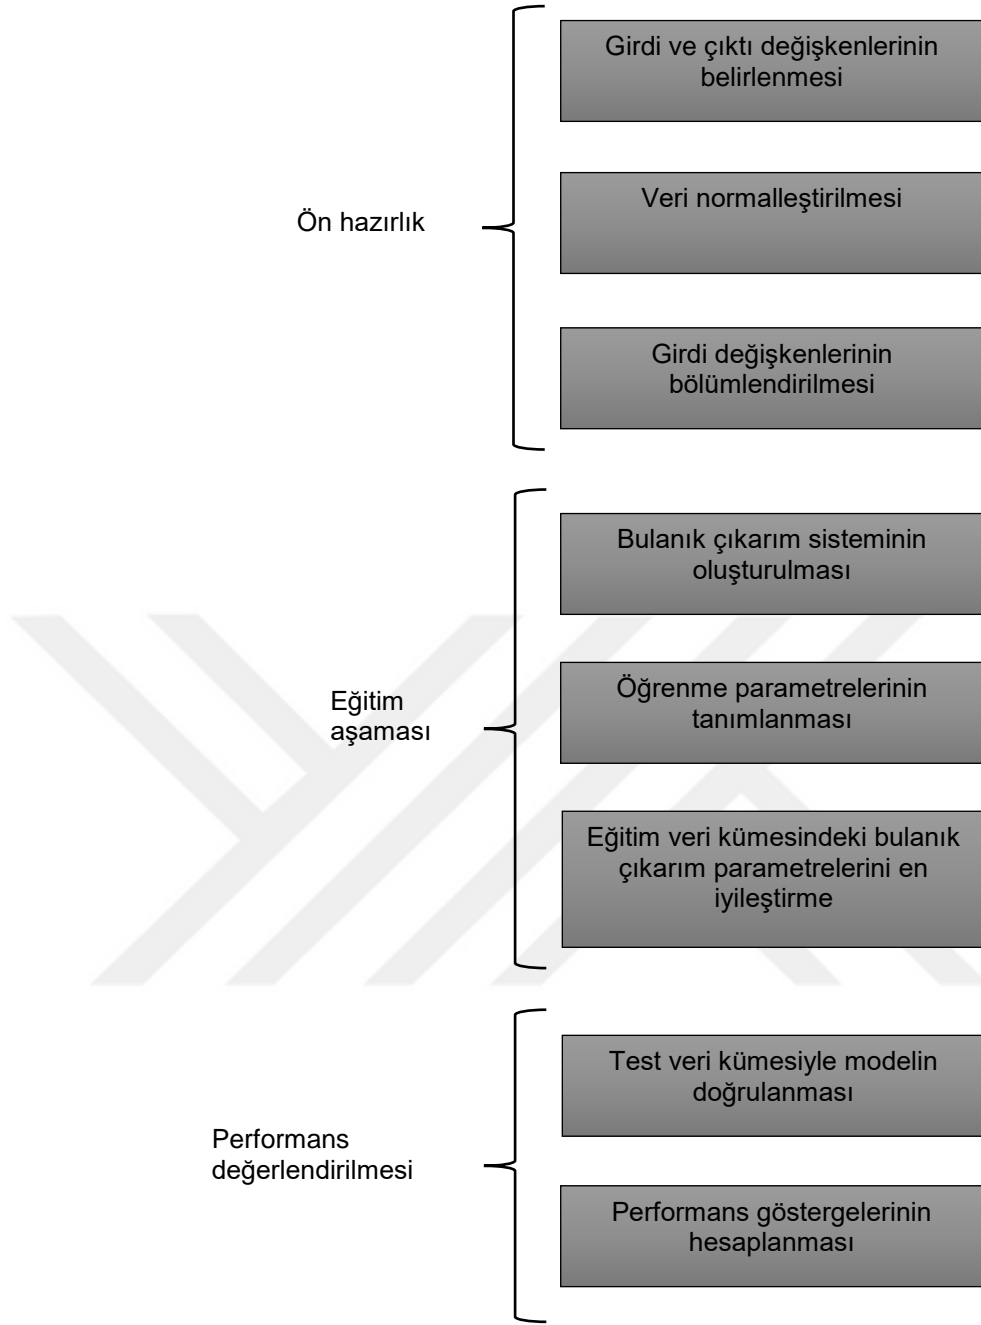 Girdi ve çıktı değişkenlerinin
belirlenmesi
Ön hazırlık
Veri normalleştirilmesi
Girdi değişkenlerinin
bölümlendirilmesi
Bulanık çıkarım sisteminin
oluşturulması
Eğitim
aşaması
Öğrenme parametrelerinin
tanımlanması
Eğitim veri kümesindeki bulanık
çıkarım parametrelerini en
iyileştirme
Performans
değerlendirilmesi
Test veri kümesiyle modelin
doğrulanması
Performans göstergelerinin
hesaplanması